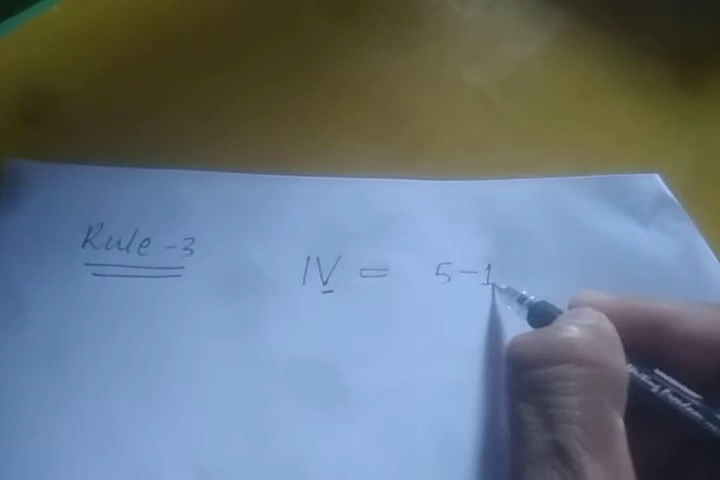 Rule-3
IV = 5-1